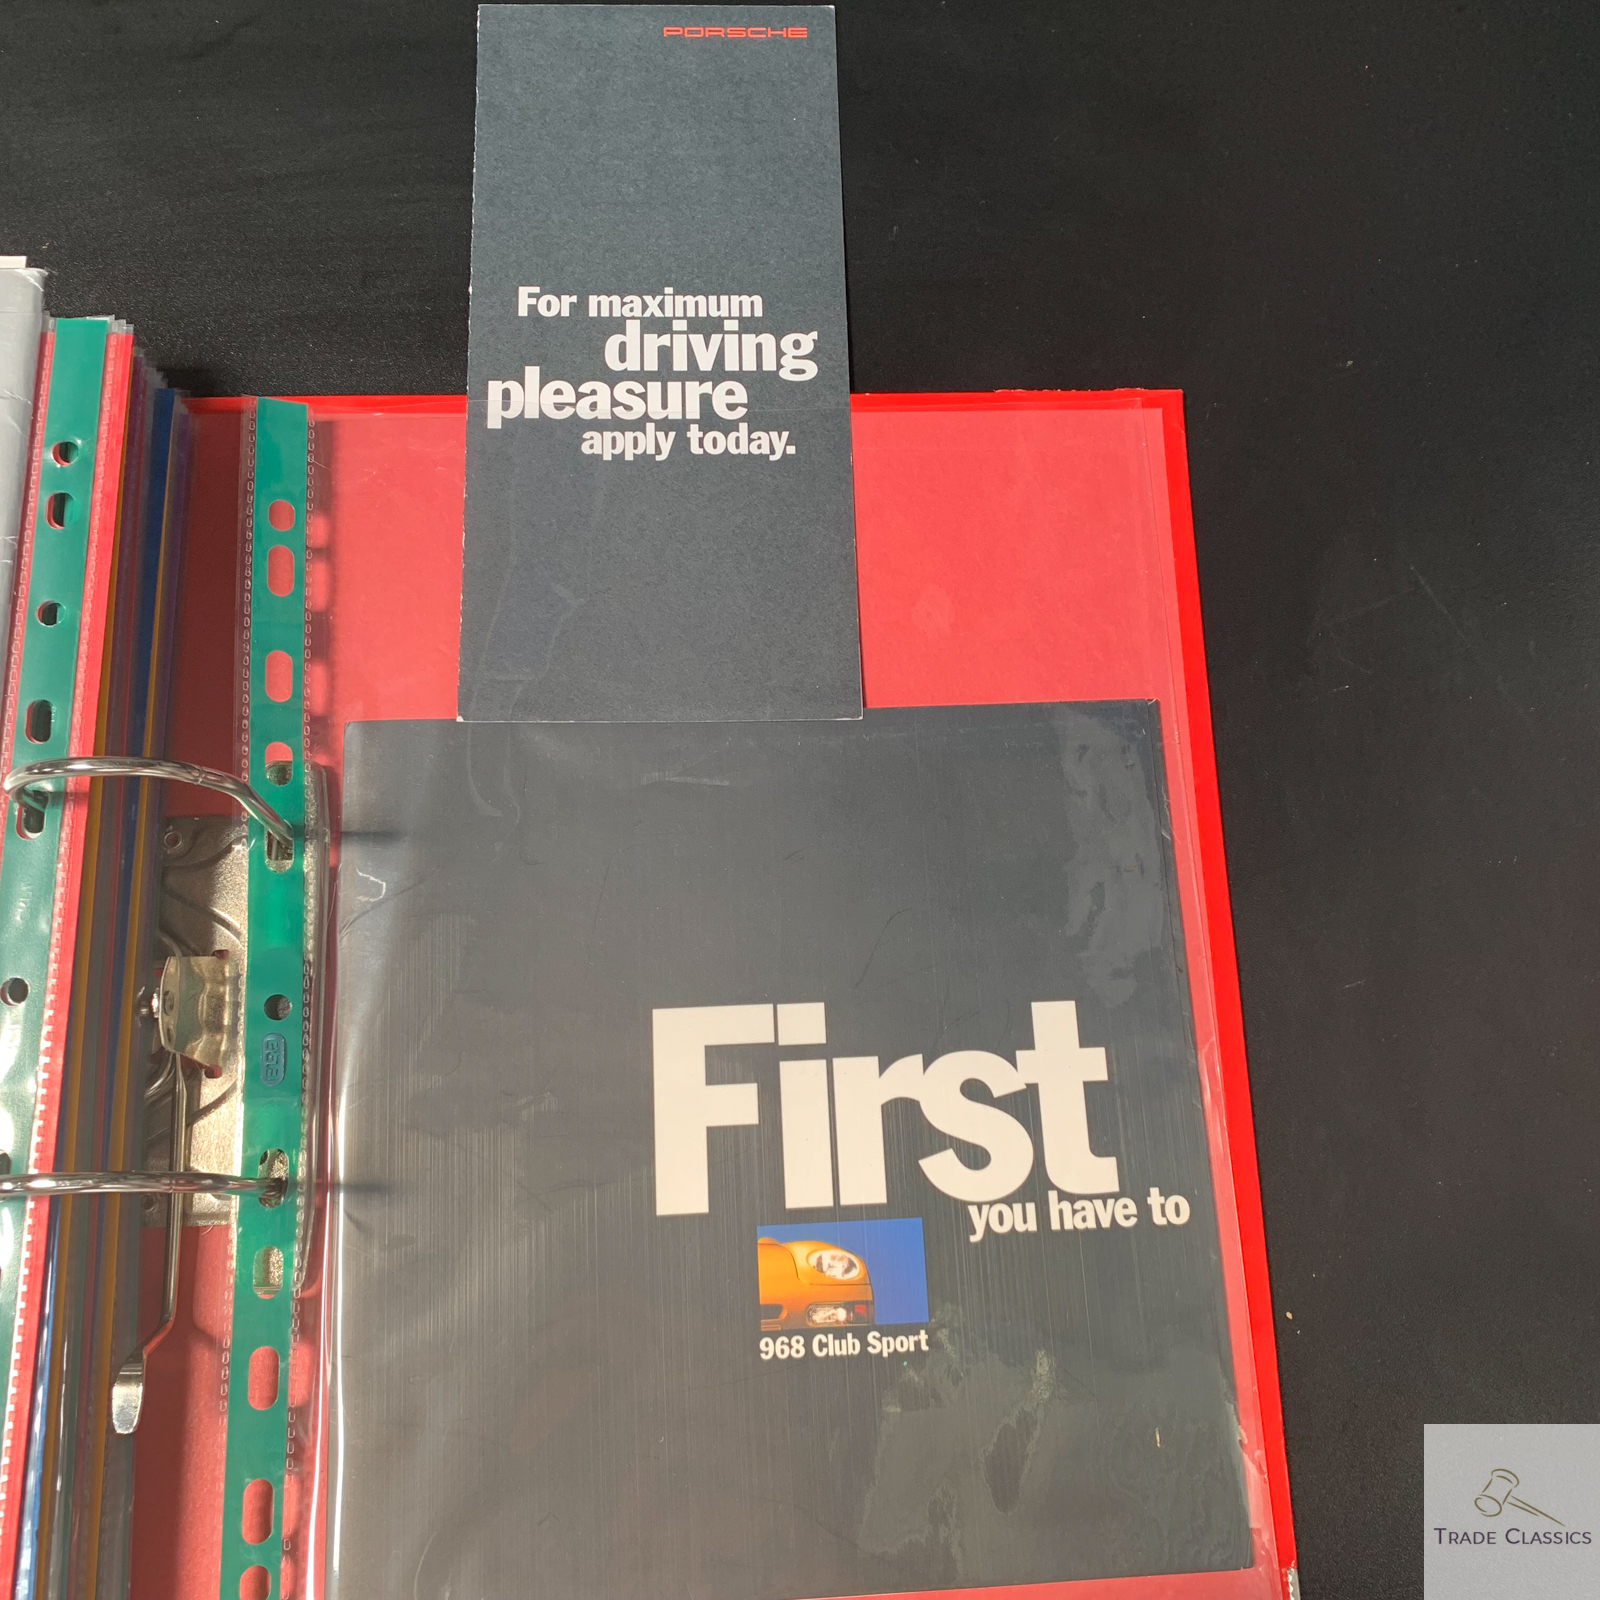 PORSCHE
For maximum
driving
pleasure
apply today.
First
you have to
968 Club Sport
TRADE CLASSICS